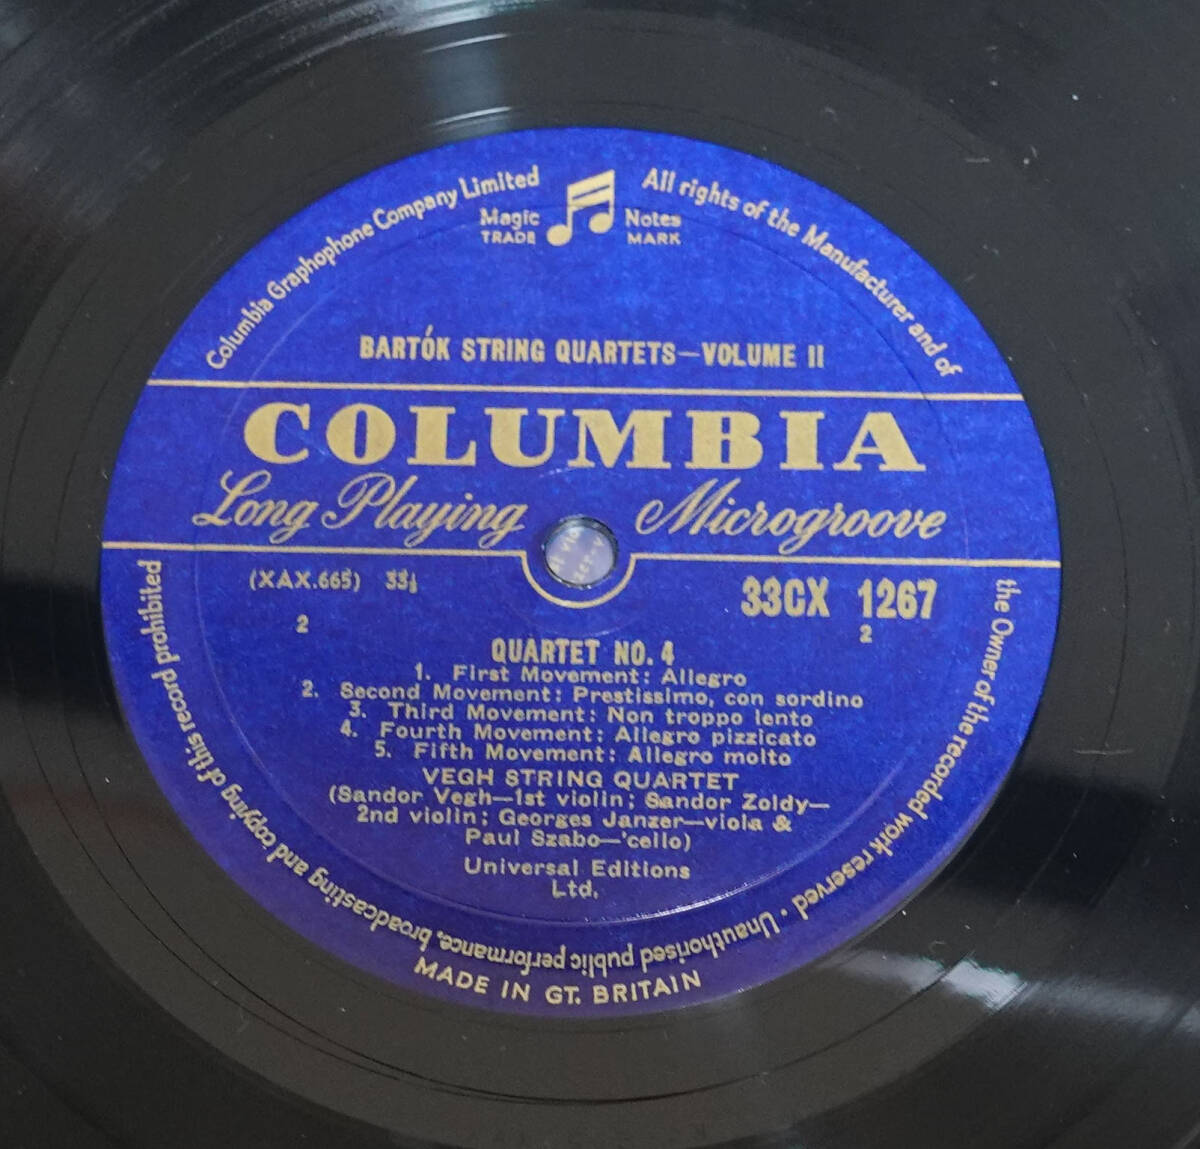 Columbia Graphophone Company Limited
All rights of the Manufacturer and of
the Owner of the recorded work reserved · Unauthorised public performance, broadcasting and copying of this record prohibited
Magic Notes
TRADE MARK
BARTÓK STRING QUARTETS—VOLUME II
COLUMBIA
Long Playing Microgroove
(XAX.665) 33⅓
33CX 1267
2
2
QUARTET NO. 4
1. First Movement: Allegro
2. Second Movement: Prestissimo, con sordino
3. Third Movement: Non troppo lento
4. Fourth Movement: Allegro pizzicato
5. Fifth Movement: Allegro molto
VEGH STRING QUARTET
(Sandor Vegh—1st violin; Sandor Zoldy—
2nd violin; Georges Janzer—viola &
Paul Szabo—'cello)
Universal Editions
Ltd.
MADE IN GT. BRITAIN